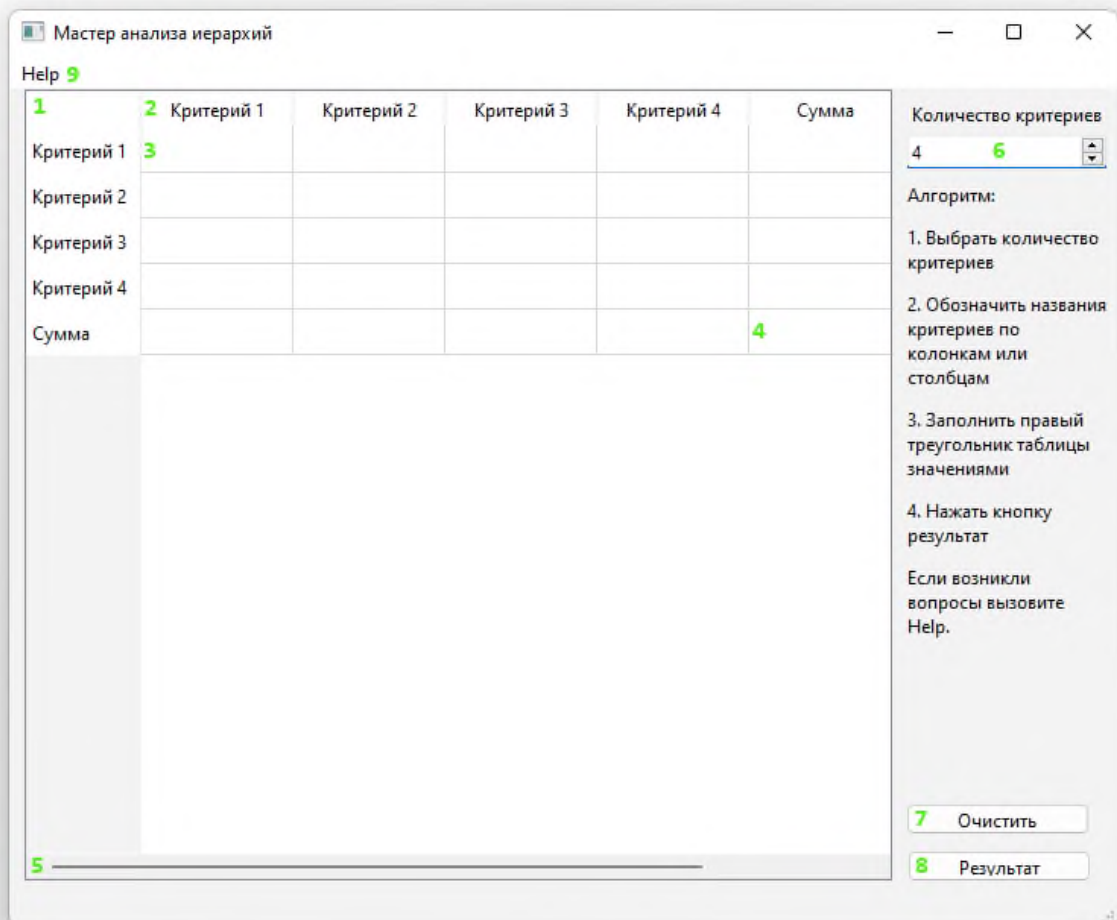 Мастер анализа иерархий
Help 9
1 2 Критерий 1 Критерий 2 Критерий 3 Критерий 4 Сумма
Критерий 1 3
Критерий 2
Критерий 3
Критерий 4
Сумма 4
5
Количество критериев
4 6
Алгоритм:
1. Выбрать количество
критериев
2. Обозначить названия
критериев по
колонкам или
столбцам
3. Заполнить правый
треугольник таблицы
значениями
4. Нажать кнопку
результат
Если возникли
вопросы вызовите
Help.
7 Очистить
8 Результат